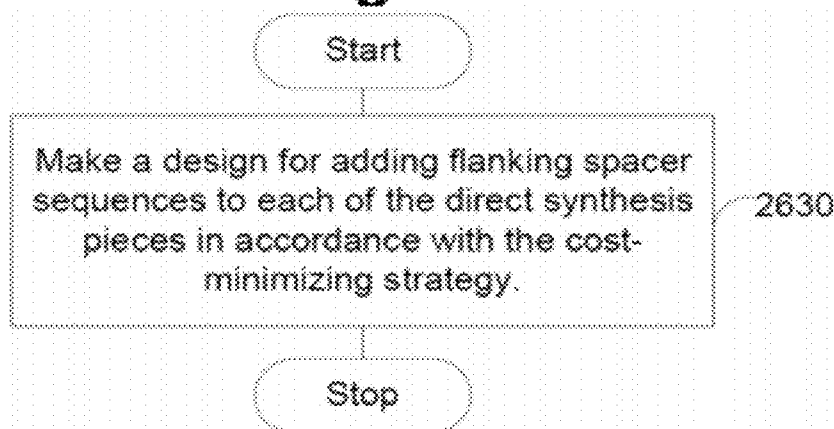 Start
Make a design for adding flanking spacer
sequences to each of the direct synthesis
pieces in accordance with the cost-
minimizing strategy.
2630
Stop